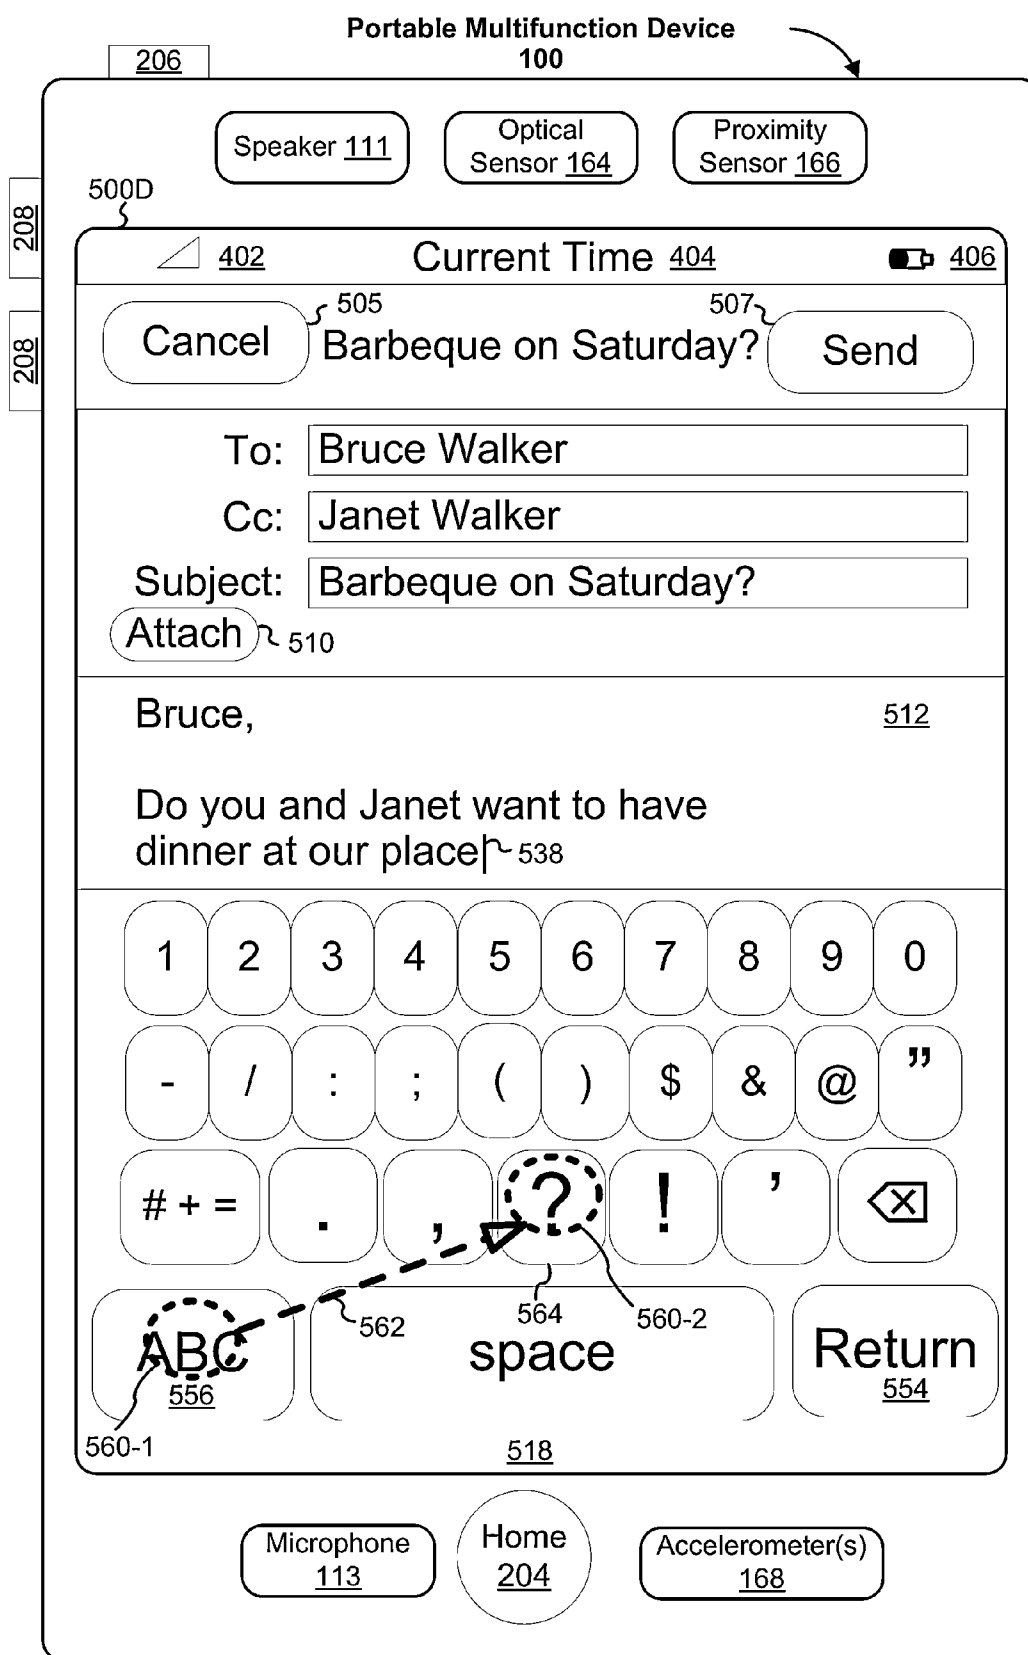 Portable Multifunction Device
100
206
Speaker 111
Optical
Sensor 164
Proximity
Sensor 166
208
208
500D
402
Current Time 404
406
505
507
Cancel
Barbeque on Saturday?
Send
To:
Bruce Walker
Cc:
Janet Walker
Subject:
Barbeque on Saturday?
Attach
510
Bruce,
512
Do you and Janet want to have
dinner at our place
538
1 2 3 4 5 6 7 8 9 0
- / : ; ( ) $ & @ ”
# + = . , ? ! ’
562
564
560-2
ABC
556
space
Return
554
560-1
518
Microphone
113
Home
204
Accelerometer(s)
168